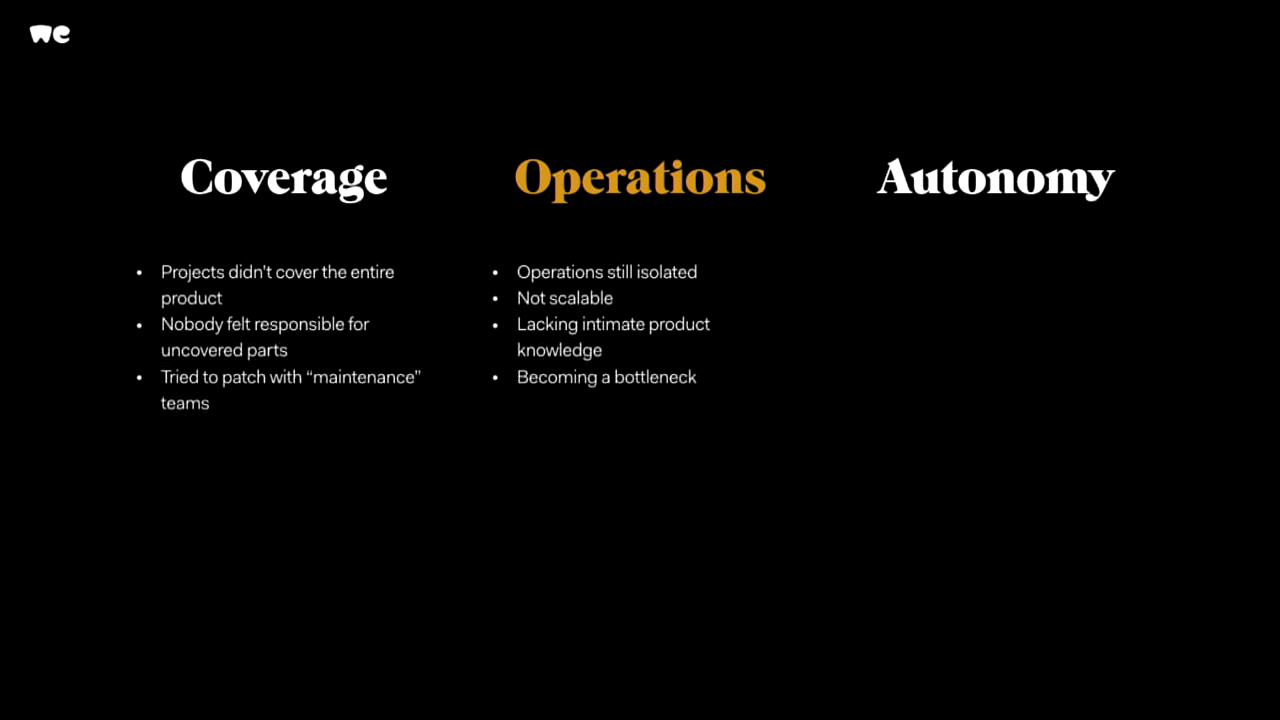 we
Coverage
Operations
Autonomy
• Projects didn't cover the entire
product
• Nobody felt responsible for
uncovered parts
• Tried to patch with “maintenance”
teams
• Operations still isolated
• Not scalable
• Lacking intimate product
knowledge
• Becoming a bottleneck